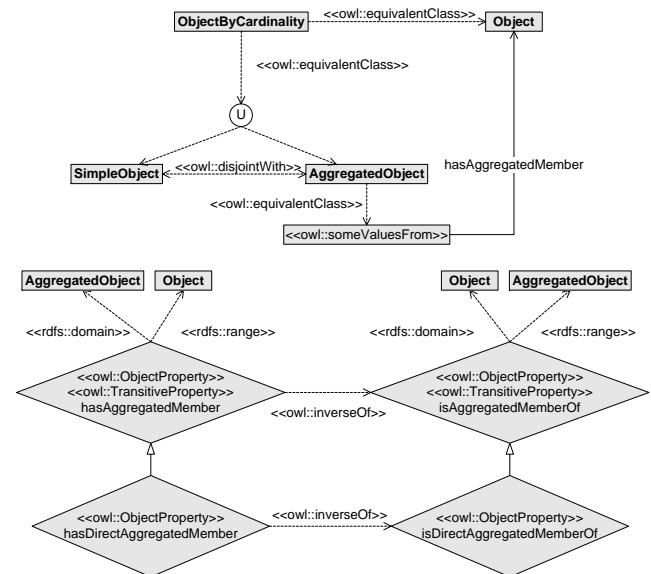 ObjectByCardinality
<<owl::equivalentClass>>
Object
<<owl::equivalentClass>>
U
SimpleObject
<<owl::disjointWith>>
AggregatedObject
hasAggregatedMember
<<owl::equivalentClass>>
<<owl::someValuesFrom>>
AggregatedObject
Object
Object
AggregatedObject
<<rdfs::domain>>
<<rdfs::range>>
<<rdfs::domain>>
<<rdfs::range>>
<<owl::ObjectProperty>>
<<owl::TransitiveProperty>>
hasAggregatedMember
<<owl::inverseOf>>
<<owl::ObjectProperty>>
<<owl::TransitiveProperty>>
isAggregatedMemberOf
<<owl::ObjectProperty>>
hasDirectAggregatedMember
<<owl::inverseOf>>
<<owl::ObjectProperty>>
isDirectAggregatedMemberOf